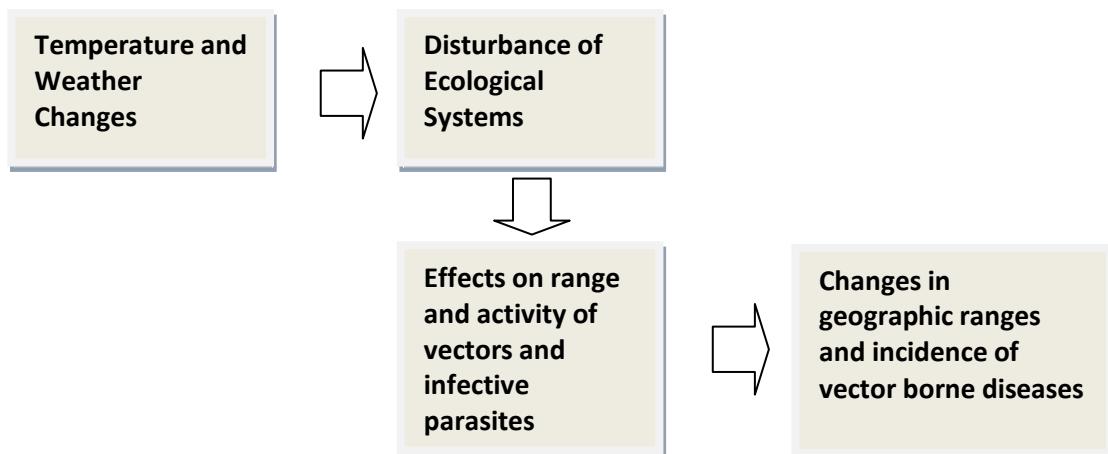 Temperature and
Weather
Changes
Disturbance of
Ecological
Systems
Effects on range
and activity of
vectors and
infective
parasites
Changes in
geographic ranges
and incidence of
vector borne diseases